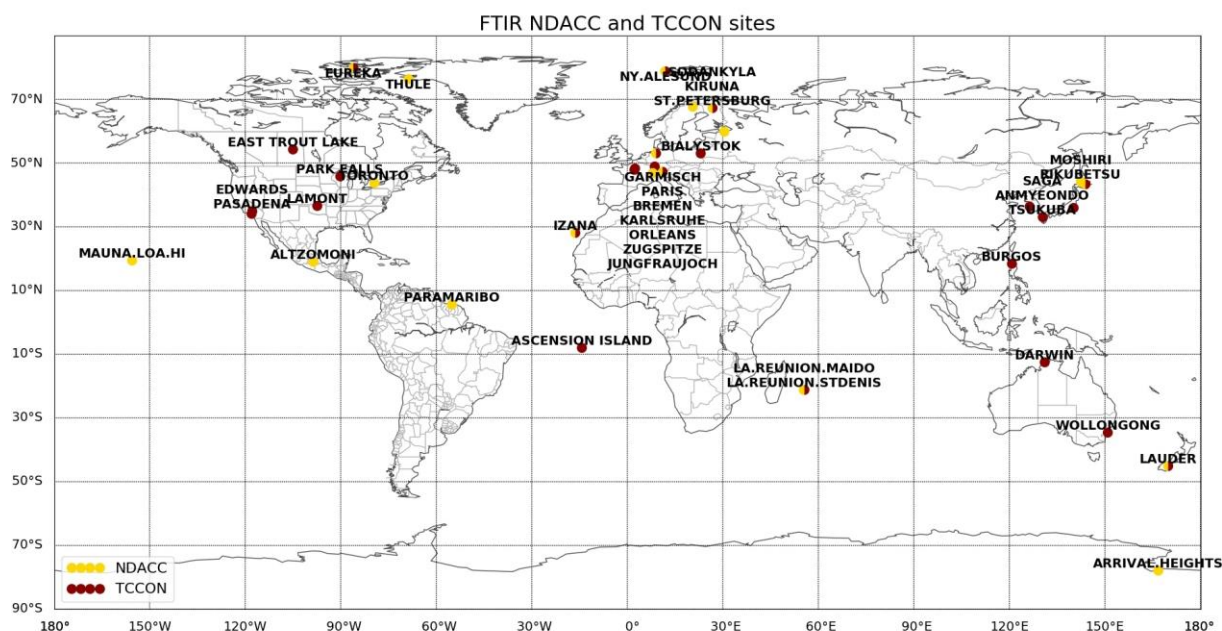 FTIR NDACC and TCCON sites
EUREKA
THULE
NY.ALESUND
SODANKYLA
KIRUNA
ST.PETERSBURG
70°N
EAST TROUT LAKE
BIALYSTOK
50°N
PARK FALLS
TORONTO
MOSHIRI
RIKUBETSU
SAGA
ANMYEONDO
TSUKUBA
EDWARDS
PASADENA
LAMONT
GARMISCH
PARIS
BREMEN
KARLSRUHE
ORLEANS
ZUGSPITZE
JUNGFRAUJOCH
30°N
IZANA
MAUNA.LOA.HI
ALTZOMONI
BURGOS
10°N
PARAMARIBO
ASCENSION ISLAND
10°S
DARWIN
LA.REUNION.MAIDO
LA.REUNION.STDENIS
30°S
WOLLONGONG
LAUDER
50°S
70°S
NDACC
TCCON
ARRIVAL.HEIGHTS
90°S
180° 150°W 120°W 90°W 60°W 30°W 0° 30°E 60°E 90°E 120°E 150°E 180°